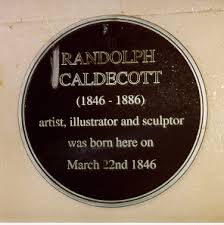 RANDOLPH
CALDECOTT
(1846 - 1886)
artist, illustrator and sculptor
was born here on
March 22nd 1846